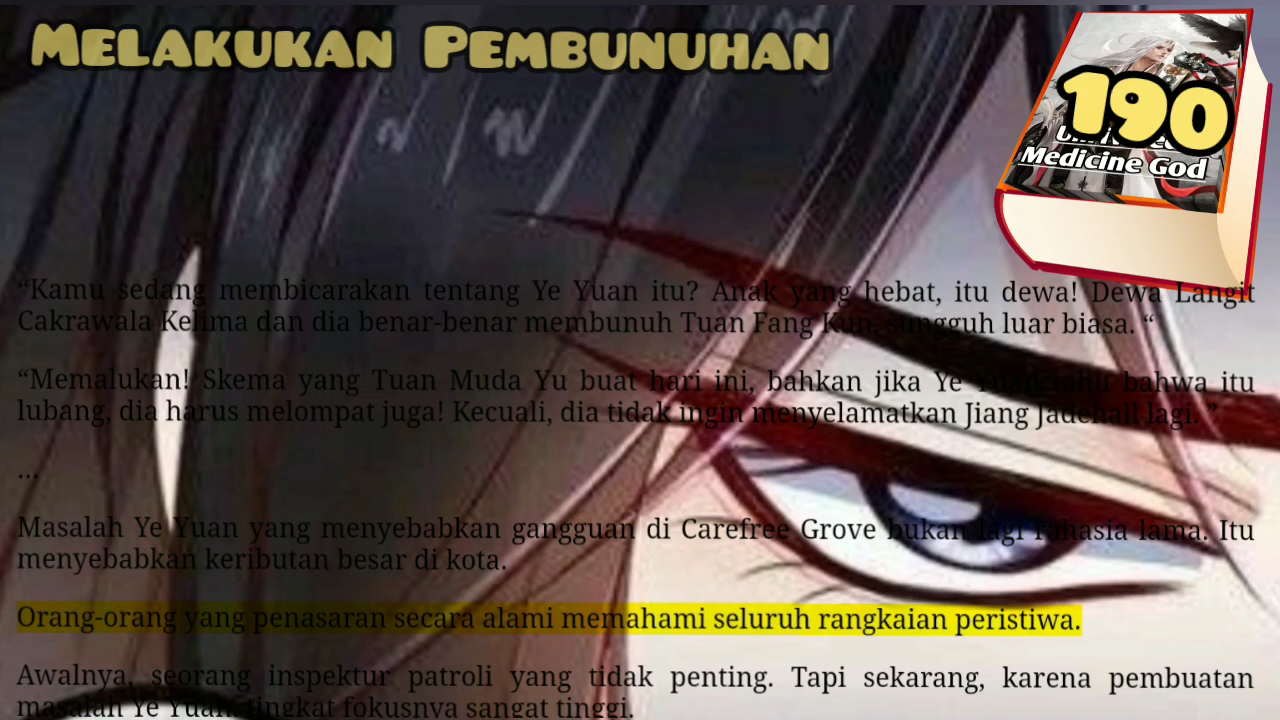 Melakukan Pembunuhan
190
Medicine God
“Kamu sedang membicarakan tentang Ye Yuan itu? Anak yang hebat, itu dewa! Dewa Langit
Cakrawala Kelima dan dia benar-benar membunuh Tuan Fang Kun, sungguh luar biasa. “
“Memalukan! Skema yang Tuan Muda Yu buat hari ini, bahkan jika Ye Yuan tahu bahwa itu
lubang, dia harus melompat juga! Kecuali, dia tidak ingin menyelamatkan Jiang Jadehall lagi. ”
...
Masalah Ye Yuan yang menyebabkan gangguan di Carefree Grove bukan lagi rahasia lama. Itu
menyebabkan keributan besar di kota.
Orang-orang yang penasaran secara alami memahami seluruh rangkaian peristiwa.
Awalnya, seorang inspektur patroli yang tidak penting. Tapi sekarang, karena pembuatan
masalah Ye Yuan, tingkat fokusnya sangat tinggi.